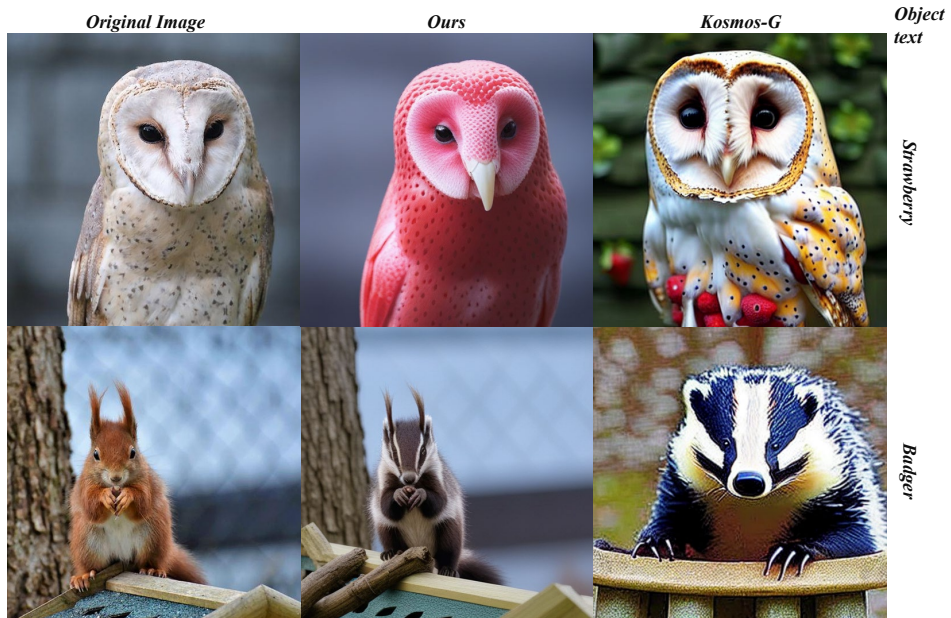 Original Image
Ours
Kosmos-G
Object
text
Strawberry
Badger